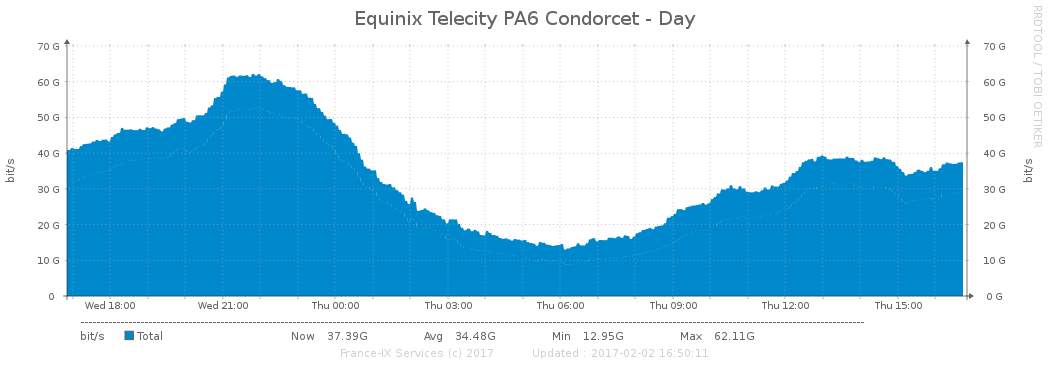 Equinix Telecity PA6 Condorcet - Day
RRDTOOL / TOBI OETIKER
70 G 70 G
60 G 60 G
50 G 50 G
40 G 40 G
30 G 30 G
20 G 20 G
10 G 10 G
0 0 G
bit/s bit/s
Wed 18:00 Wed 21:00 Thu 00:00 Thu 03:00 Thu 06:00 Thu 09:00 Thu 12:00 Thu 15:00
bit/s Total Now 37.39G Avg 34.48G Min 12.95G Max 62.11G
France-IX Services (c) 2017 Updated : 2017-02-02 16:50:11